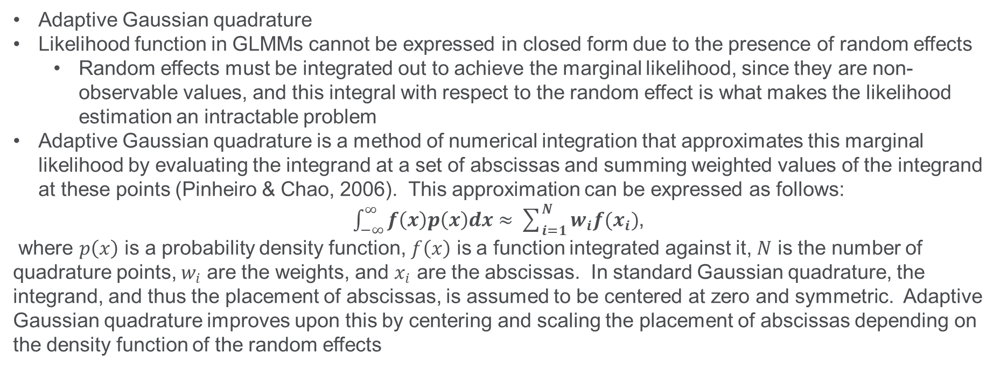 • Adaptive Gaussian quadrature
• Likelihood function in GLMMs cannot be expressed in closed form due to the presence of random effects
• Random effects must be integrated out to achieve the marginal likelihood, since they are non-
observable values, and this integral with respect to the random effect is what makes the likelihood
estimation an intractable problem
• Adaptive Gaussian quadrature is a method of numerical integration that approximates this marginal
likelihood by evaluating the integrand at a set of abscissas and summing weighted values of the integrand
at these points (Pinheiro & Chao, 2006).  This approximation can be expressed as follows:
∫_{-∞}^{∞} f(x)p(x)dx ≈ ∑_{i=1}^{N} w_i f(x_i),
where p(x) is a probability density function, f(x) is a function integrated against it, N is the number of
quadrature points, w_i are the weights, and x_i are the abscissas.  In standard Gaussian quadrature, the
integrand, and thus the placement of abscissas, is assumed to be centered at zero and symmetric.  Adaptive
Gaussian quadrature improves upon this by centering and scaling the placement of abscissas depending on
the density function of the random effects